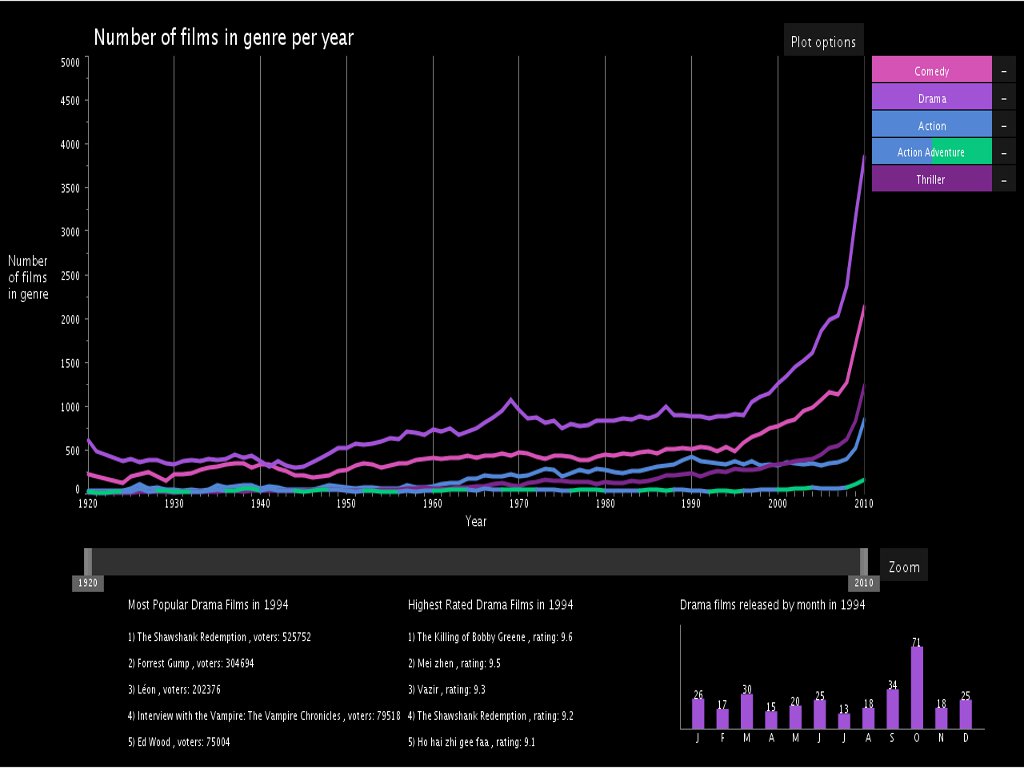 Number of films in genre per year
Plot options
Comedy –
Drama –
Action –
Action Adventure –
Thriller –
5000
4500
4000
3500
3000
2500
2000
1500
1000
500
0
Number
of films
in genre
1920 1930 1940 1950 1960 1970 1980 1990 2000 2010
Year
Zoom
1920 2010
Most Popular Drama Films in 1994
1) The Shawshank Redemption , voters: 525752
2) Forrest Gump , voters: 304694
3) Léon , voters: 202376
4) Interview with the Vampire: The Vampire Chronicles , voters: 79518
5) Ed Wood , voters: 75004
Highest Rated Drama Films in 1994
1) The Killing of Bobby Greene , rating: 9.6
2) Mei zhen , rating: 9.5
3) Vazir , rating: 9.3
4) The Shawshank Redemption , rating: 9.2
5) Ho hai zhi gee faa , rating: 9.1
Drama films released by month in 1994
26 17 30 15 20 25 13 18 34 71 18 25
J F M A M J J A S O N D